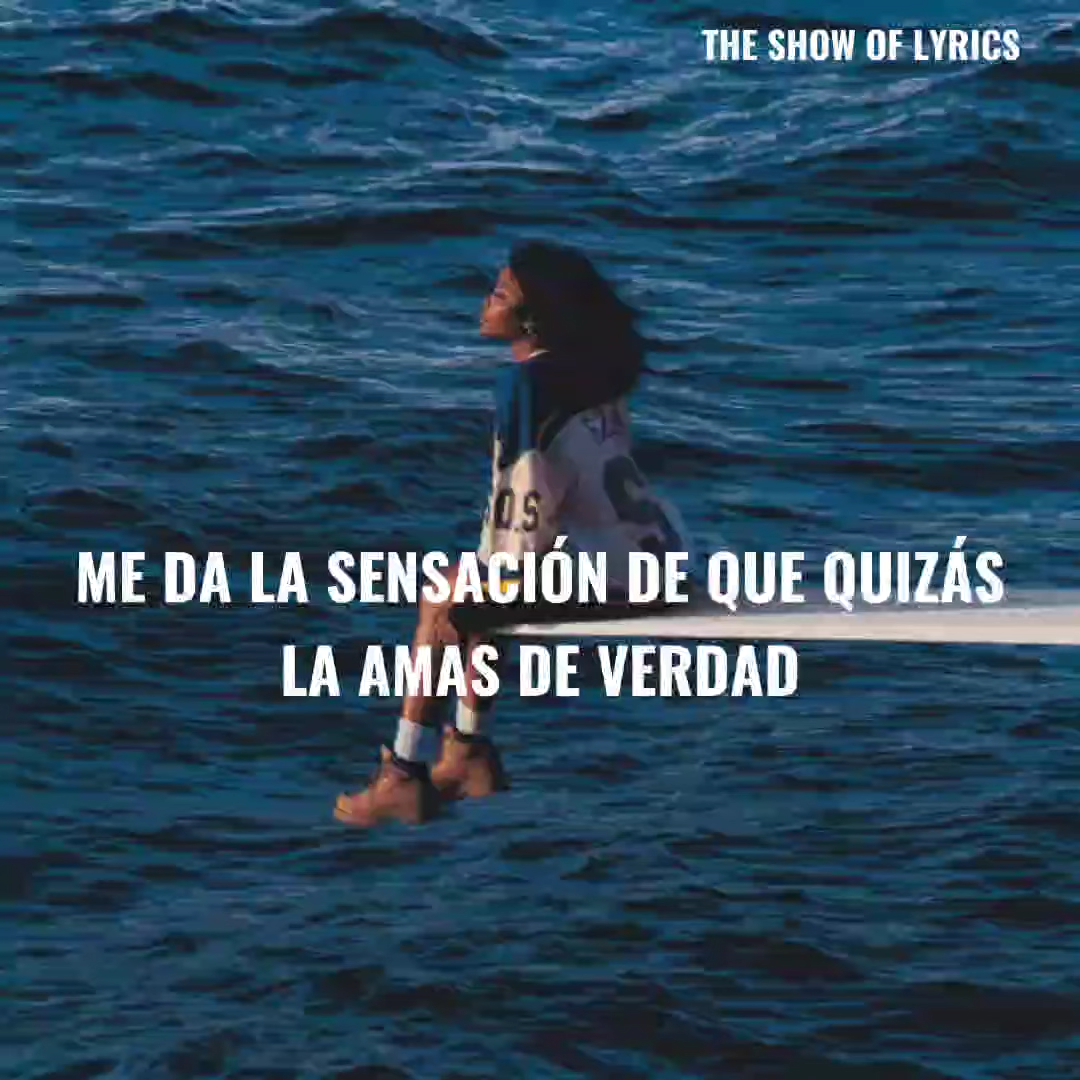 THE SHOW OF LYRICS
O.S
S
ME DA LA SENSACIÓN DE QUE QUIZÁS
LA AMAS DE VERDAD